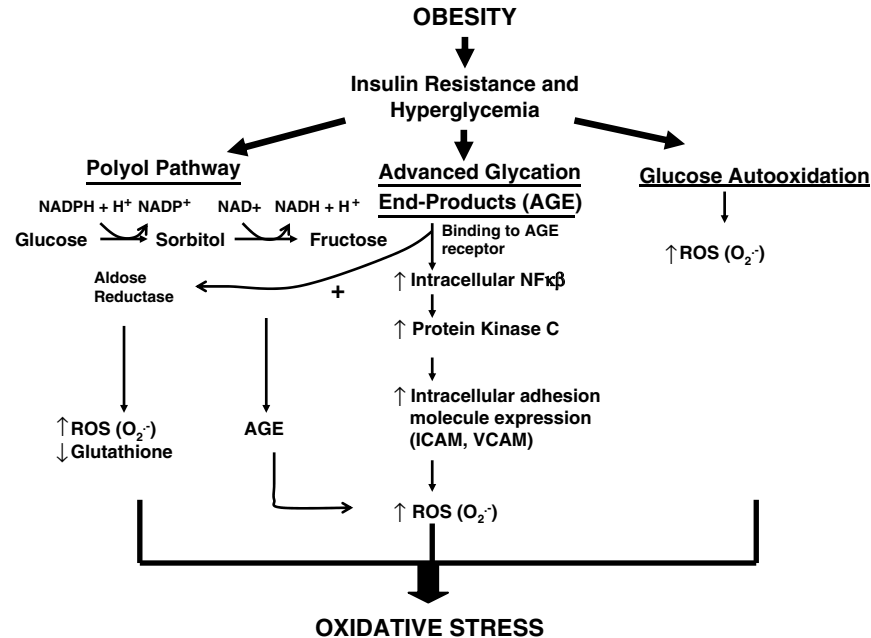 OBESITY
Insulin Resistance and
Hyperglycemia
Polyol Pathway
NADPH + H⁺ NADP⁺ NAD+ NADH + H⁺
Glucose Sorbitol Fructose
Aldose
Reductase
↑ROS (O₂·⁻)
↓Glutathione
AGE
Advanced Glycation
End-Products (AGE)
Binding to AGE
receptor
+
↑ Intracellular NFκβ
↑ Protein Kinase C
↑ Intracellular adhesion
molecule expression
(ICAM, VCAM)
↑ ROS (O₂·⁻)
Glucose Autooxidation
↑ROS (O₂·⁻)
OXIDATIVE STRESS